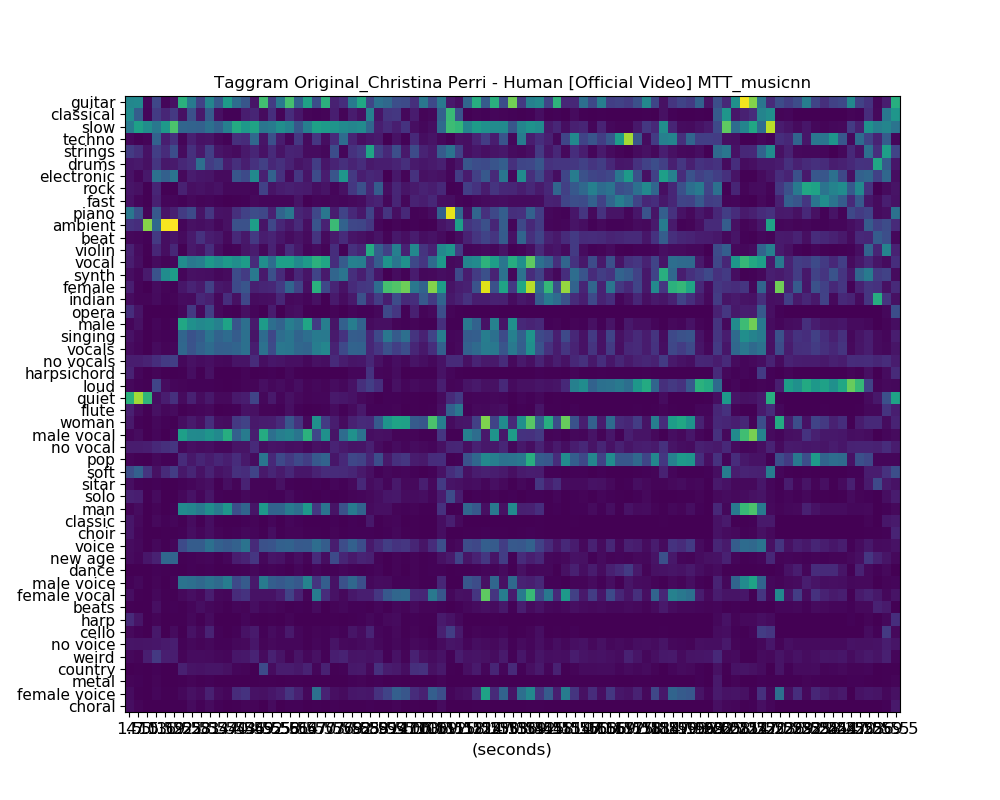 Taggram Original_Christina Perri - Human [Official Video] MTT_musicnn
guitar
classical
slow
techno
strings
drums
electronic
rock
fast
piano
ambient
beat
violin
vocal
synth
female
indian
opera
male
singing
vocals
no vocals
harpsichord
loud
quiet
flute
woman
male vocal
no vocal
pop
soft
sitar
solo
man
classic
choir
voice
new age
dance
male voice
female vocal
beats
harp
cello
no voice
weird
country
metal
female voice
choral
(seconds)